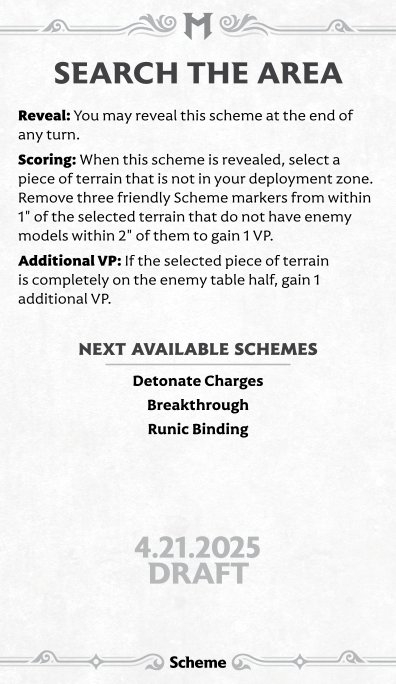 M
SEARCH THE AREA
Reveal: You may reveal this scheme at the end of
any turn.
Scoring: When this scheme is revealed, select a
piece of terrain that is not in your deployment zone.
Remove three friendly Scheme markers from within
1" of the selected terrain that do not have enemy
models within 2" of them to gain 1 VP.
Additional VP: If the selected piece of terrain
is completely on the enemy table half, gain 1
additional VP.
NEXT AVAILABLE SCHEMES
Detonate Charges
Breakthrough
Runic Binding
4.21.2025
DRAFT
Scheme